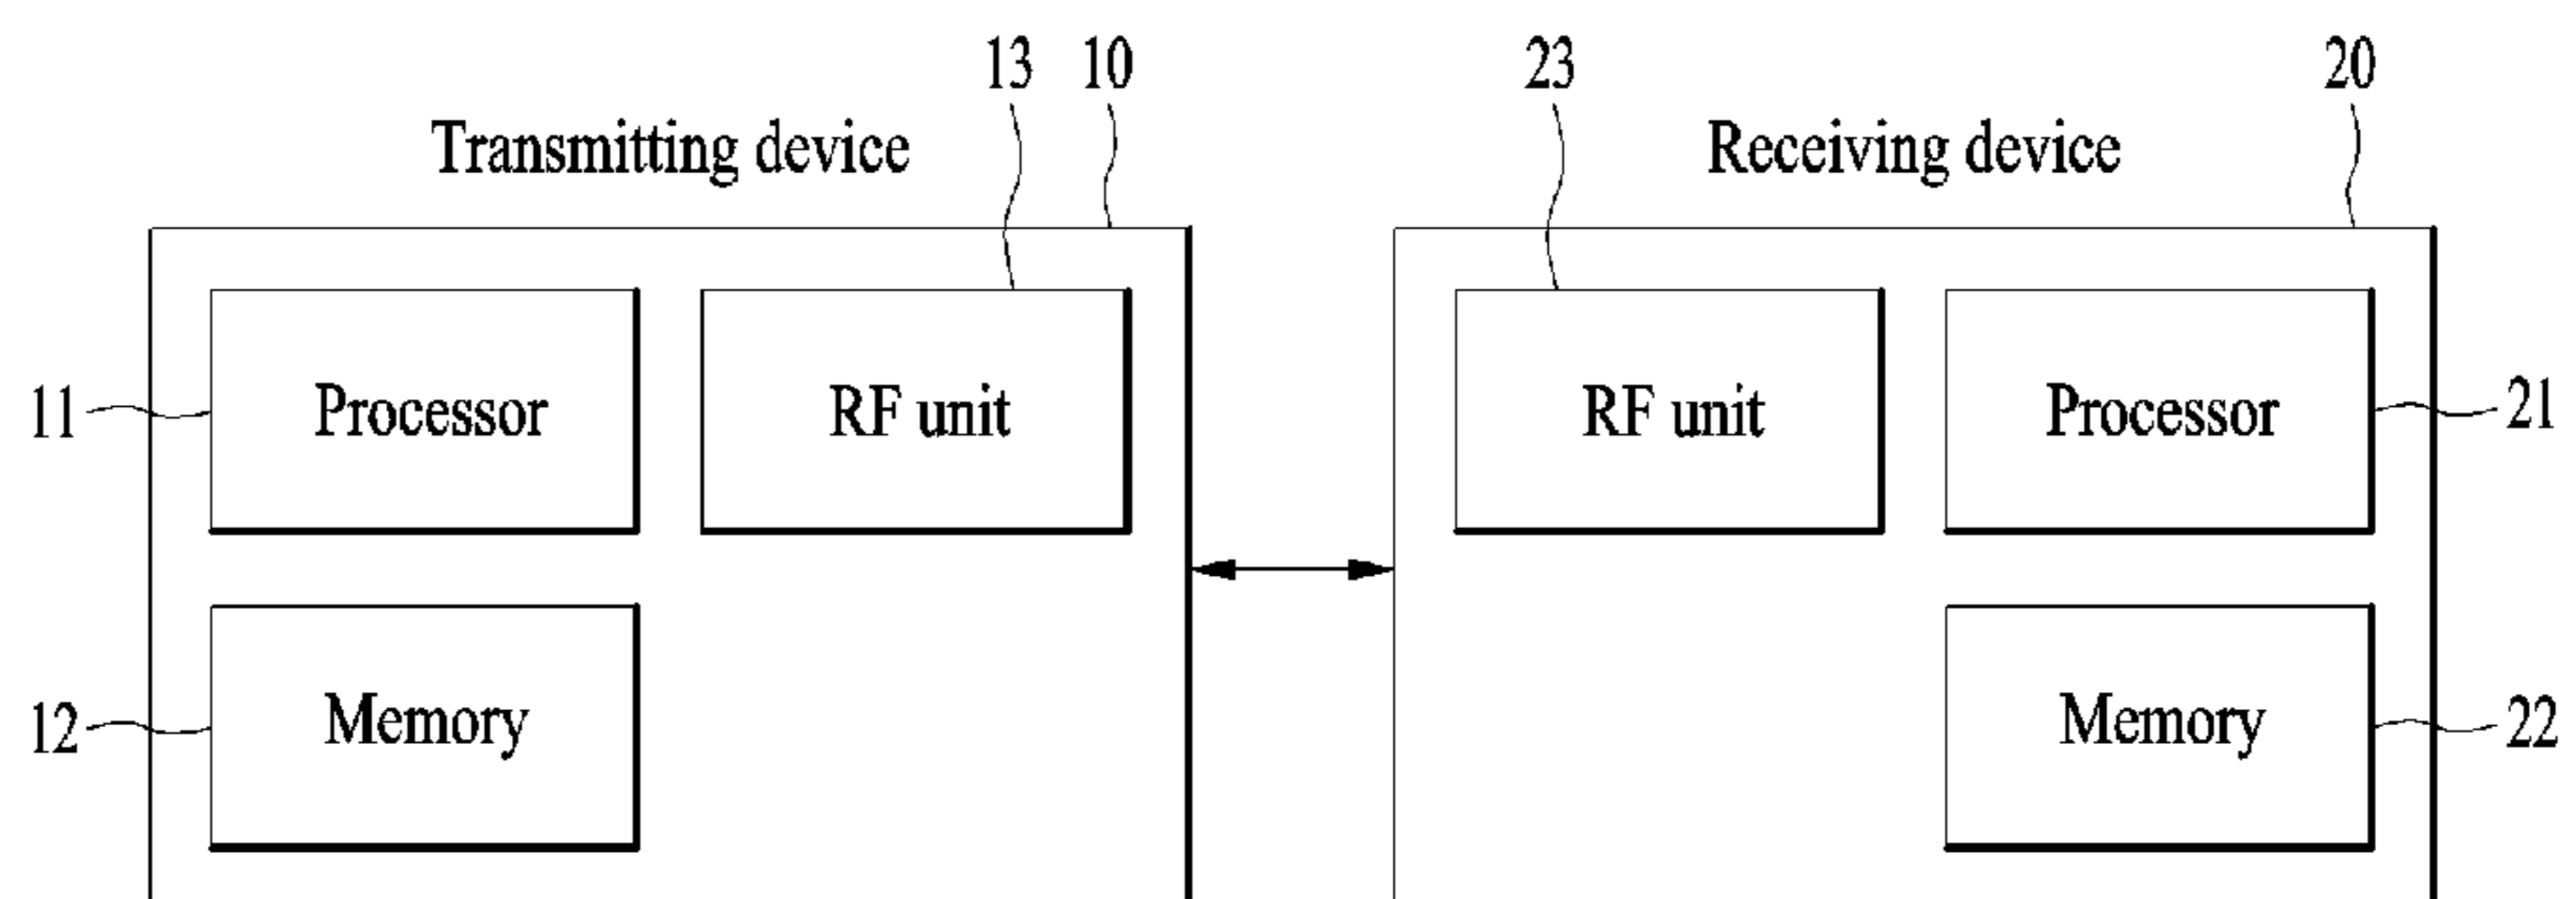 13 10 23 20
Transmitting device Receiving device
11 Processor RF unit RF unit Processor 21
12 Memory Memory 22